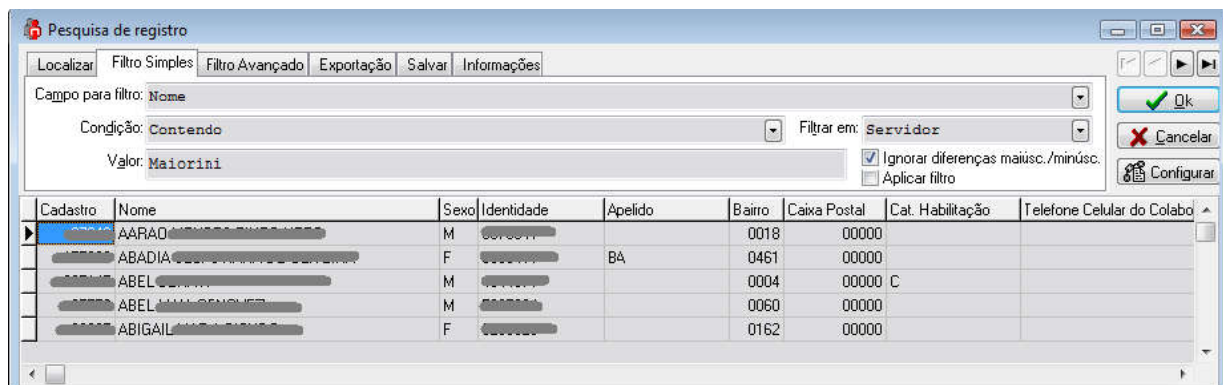 Pesquisa de registro
Localizar Filtro Simples Filtro Avançado Exportação Salvar Informações
Campo para filtro: Nome
Ok
Condição: Contendo Filtrar em: Servidor
Cancelar
Valor: Maiorini Ignorar diferenças maiúsc./minúsc.
Aplicar filtro Configurar
Cadastro Nome Sexo Identidade Apelido Bairro Caixa Postal Cat. Habilitação Telefone Celular do Colabo
AARAO M 0018 00000
ABADIA F BA 0461 00000
ABEL M 0004 00000 C
ABEL M 0060 00000
ABIGAIL F 0162 00000